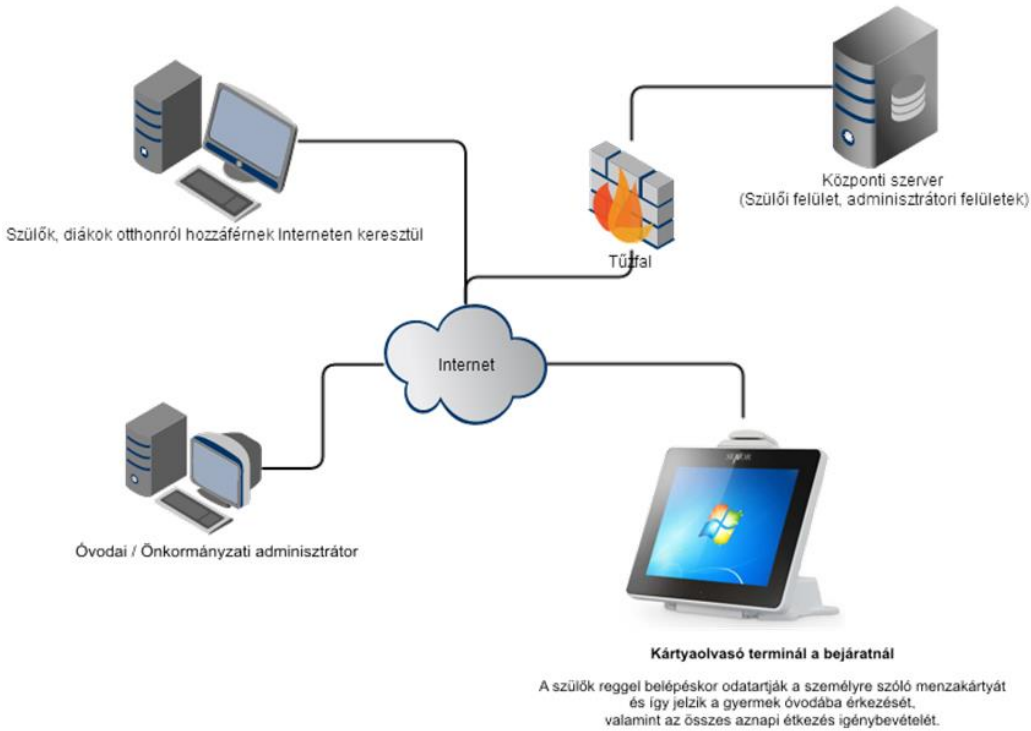 Központi szerver
(Szülői felület, adminisztrátori felületek)
Szülők, diákok otthonról hozzáférnek Interneten keresztül
Tűzfal
Internet
Óvodai / Önkormányzati adminisztrátor
Kártyaolvasó terminál a bejáratnál
A szülők reggel belépéskor odatartják a személyre szóló menzakártyát
és így jelzik a gyermek óvodába érkezését,
valamint az összes aznapi étkezés igénybevételét.